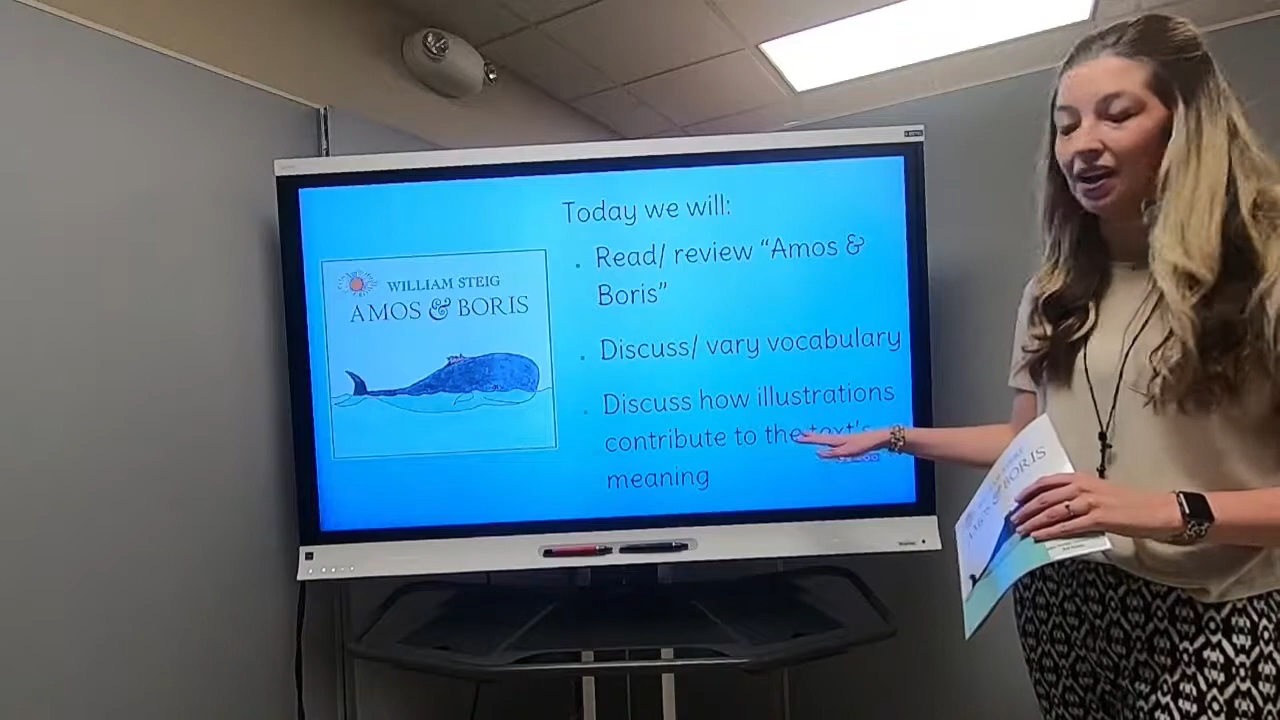 Today we will:
Read/ review “Amos &
Boris”
Discuss/ vary vocabulary
Discuss how illustrations
contribute to the text's
meaning
WILLIAM STEIG
AMOS & BORIS
AMOS & BORIS